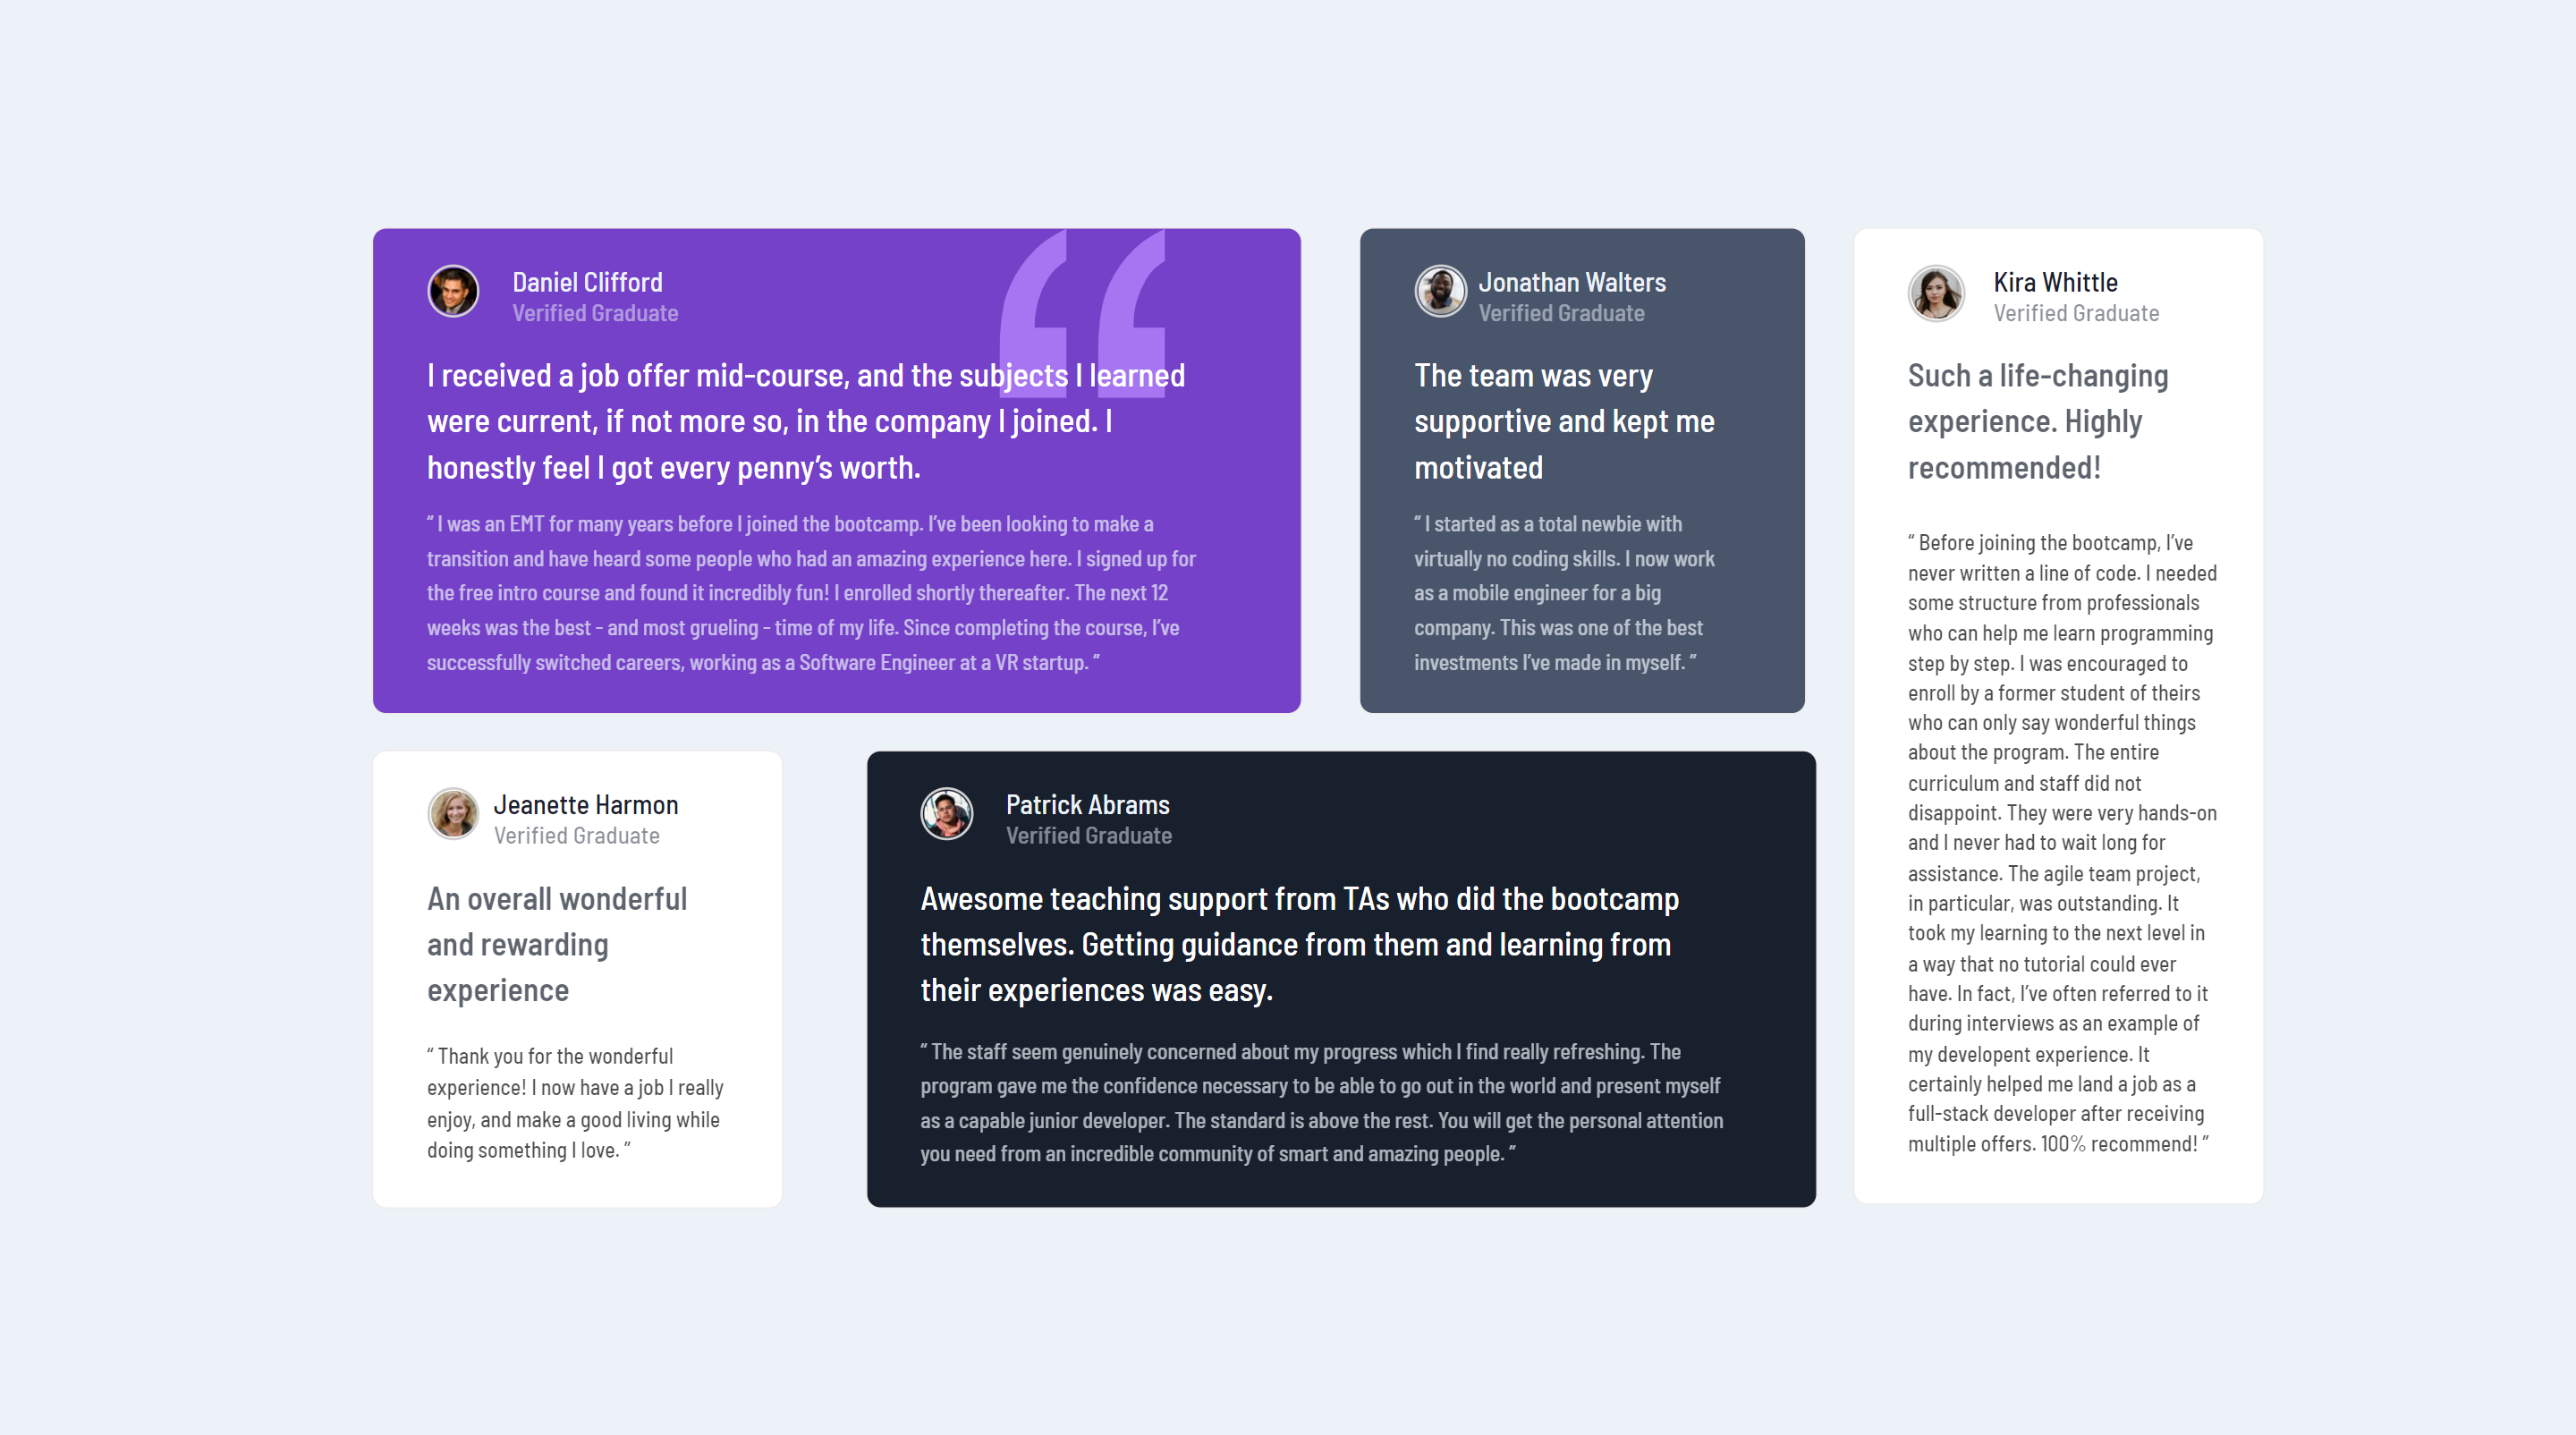 Daniel Clifford
Verified Graduate
I received a job offer mid-course, and the subjects I learned
were current, if not more so, in the company I joined. I
honestly feel I got every penny’s worth.
“ I was an EMT for many years before I joined the bootcamp. I’ve been looking to make a
transition and have heard some people who had an amazing experience here. I signed up for
the free intro course and found it incredibly fun! I enrolled shortly thereafter. The next 12
weeks was the best - and most grueling - time of my life. Since completing the course, I’ve
successfully switched careers, working as a Software Engineer at a VR startup. ”
Jonathan Walters
Verified Graduate
The team was very
supportive and kept me
motivated
“ I started as a total newbie with
virtually no coding skills. I now work
as a mobile engineer for a big
company. This was one of the best
investments I’ve made in myself. ”
Kira Whittle
Verified Graduate
Such a life-changing
experience. Highly
recommended!
“ Before joining the bootcamp, I’ve
never written a line of code. I needed
some structure from professionals
who can help me learn programming
step by step. I was encouraged to
enroll by a former student of theirs
who can only say wonderful things
about the program. The entire
curriculum and staff did not
disappoint. They were very hands-on
and I never had to wait long for
assistance. The agile team project,
in particular, was outstanding. It
took my learning to the next level in
a way that no tutorial could ever
have. In fact, I’ve often referred to it
during interviews as an example of
my developent experience. It
certainly helped me land a job as a
full-stack developer after receiving
multiple offers. 100% recommend! ”
Jeanette Harmon
Verified Graduate
An overall wonderful
and rewarding
experience
“ Thank you for the wonderful
experience! I now have a job I really
enjoy, and make a good living while
doing something I love. ”
Patrick Abrams
Verified Graduate
Awesome teaching support from TAs who did the bootcamp
themselves. Getting guidance from them and learning from
their experiences was easy.
“ The staff seem genuinely concerned about my progress which I find really refreshing. The
program gave me the confidence necessary to be able to go out in the world and present myself
as a capable junior developer. The standard is above the rest. You will get the personal attention
you need from an incredible community of smart and amazing people. ”